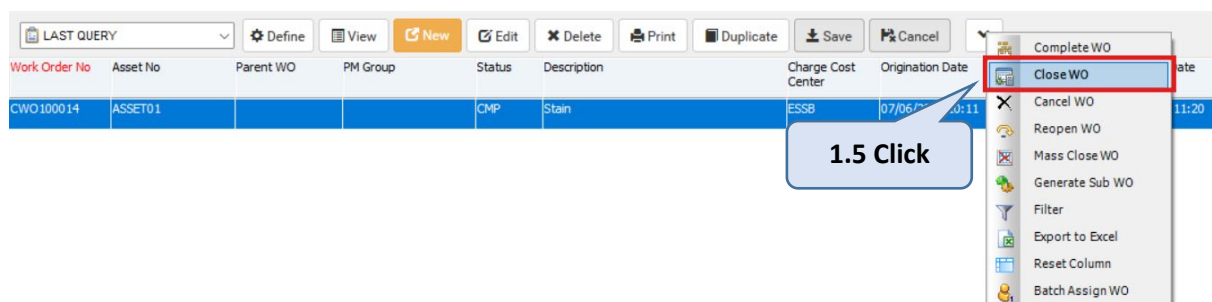 LAST QUERY Define View New Edit Delete Print Duplicate Save Cancel
Work Order No Asset No Parent WO PM Group Status Description Charge Cost Center Origination Date
CWO100014 ASSET01 CMP Stain ESSB 07/06/ 11:20
1.5 Click
Complete WO
Close WO
Cancel WO
Reopen WO
Mass Close WO
Generate Sub WO
Filter
Export to Excel
Reset Column
Batch Assign WO